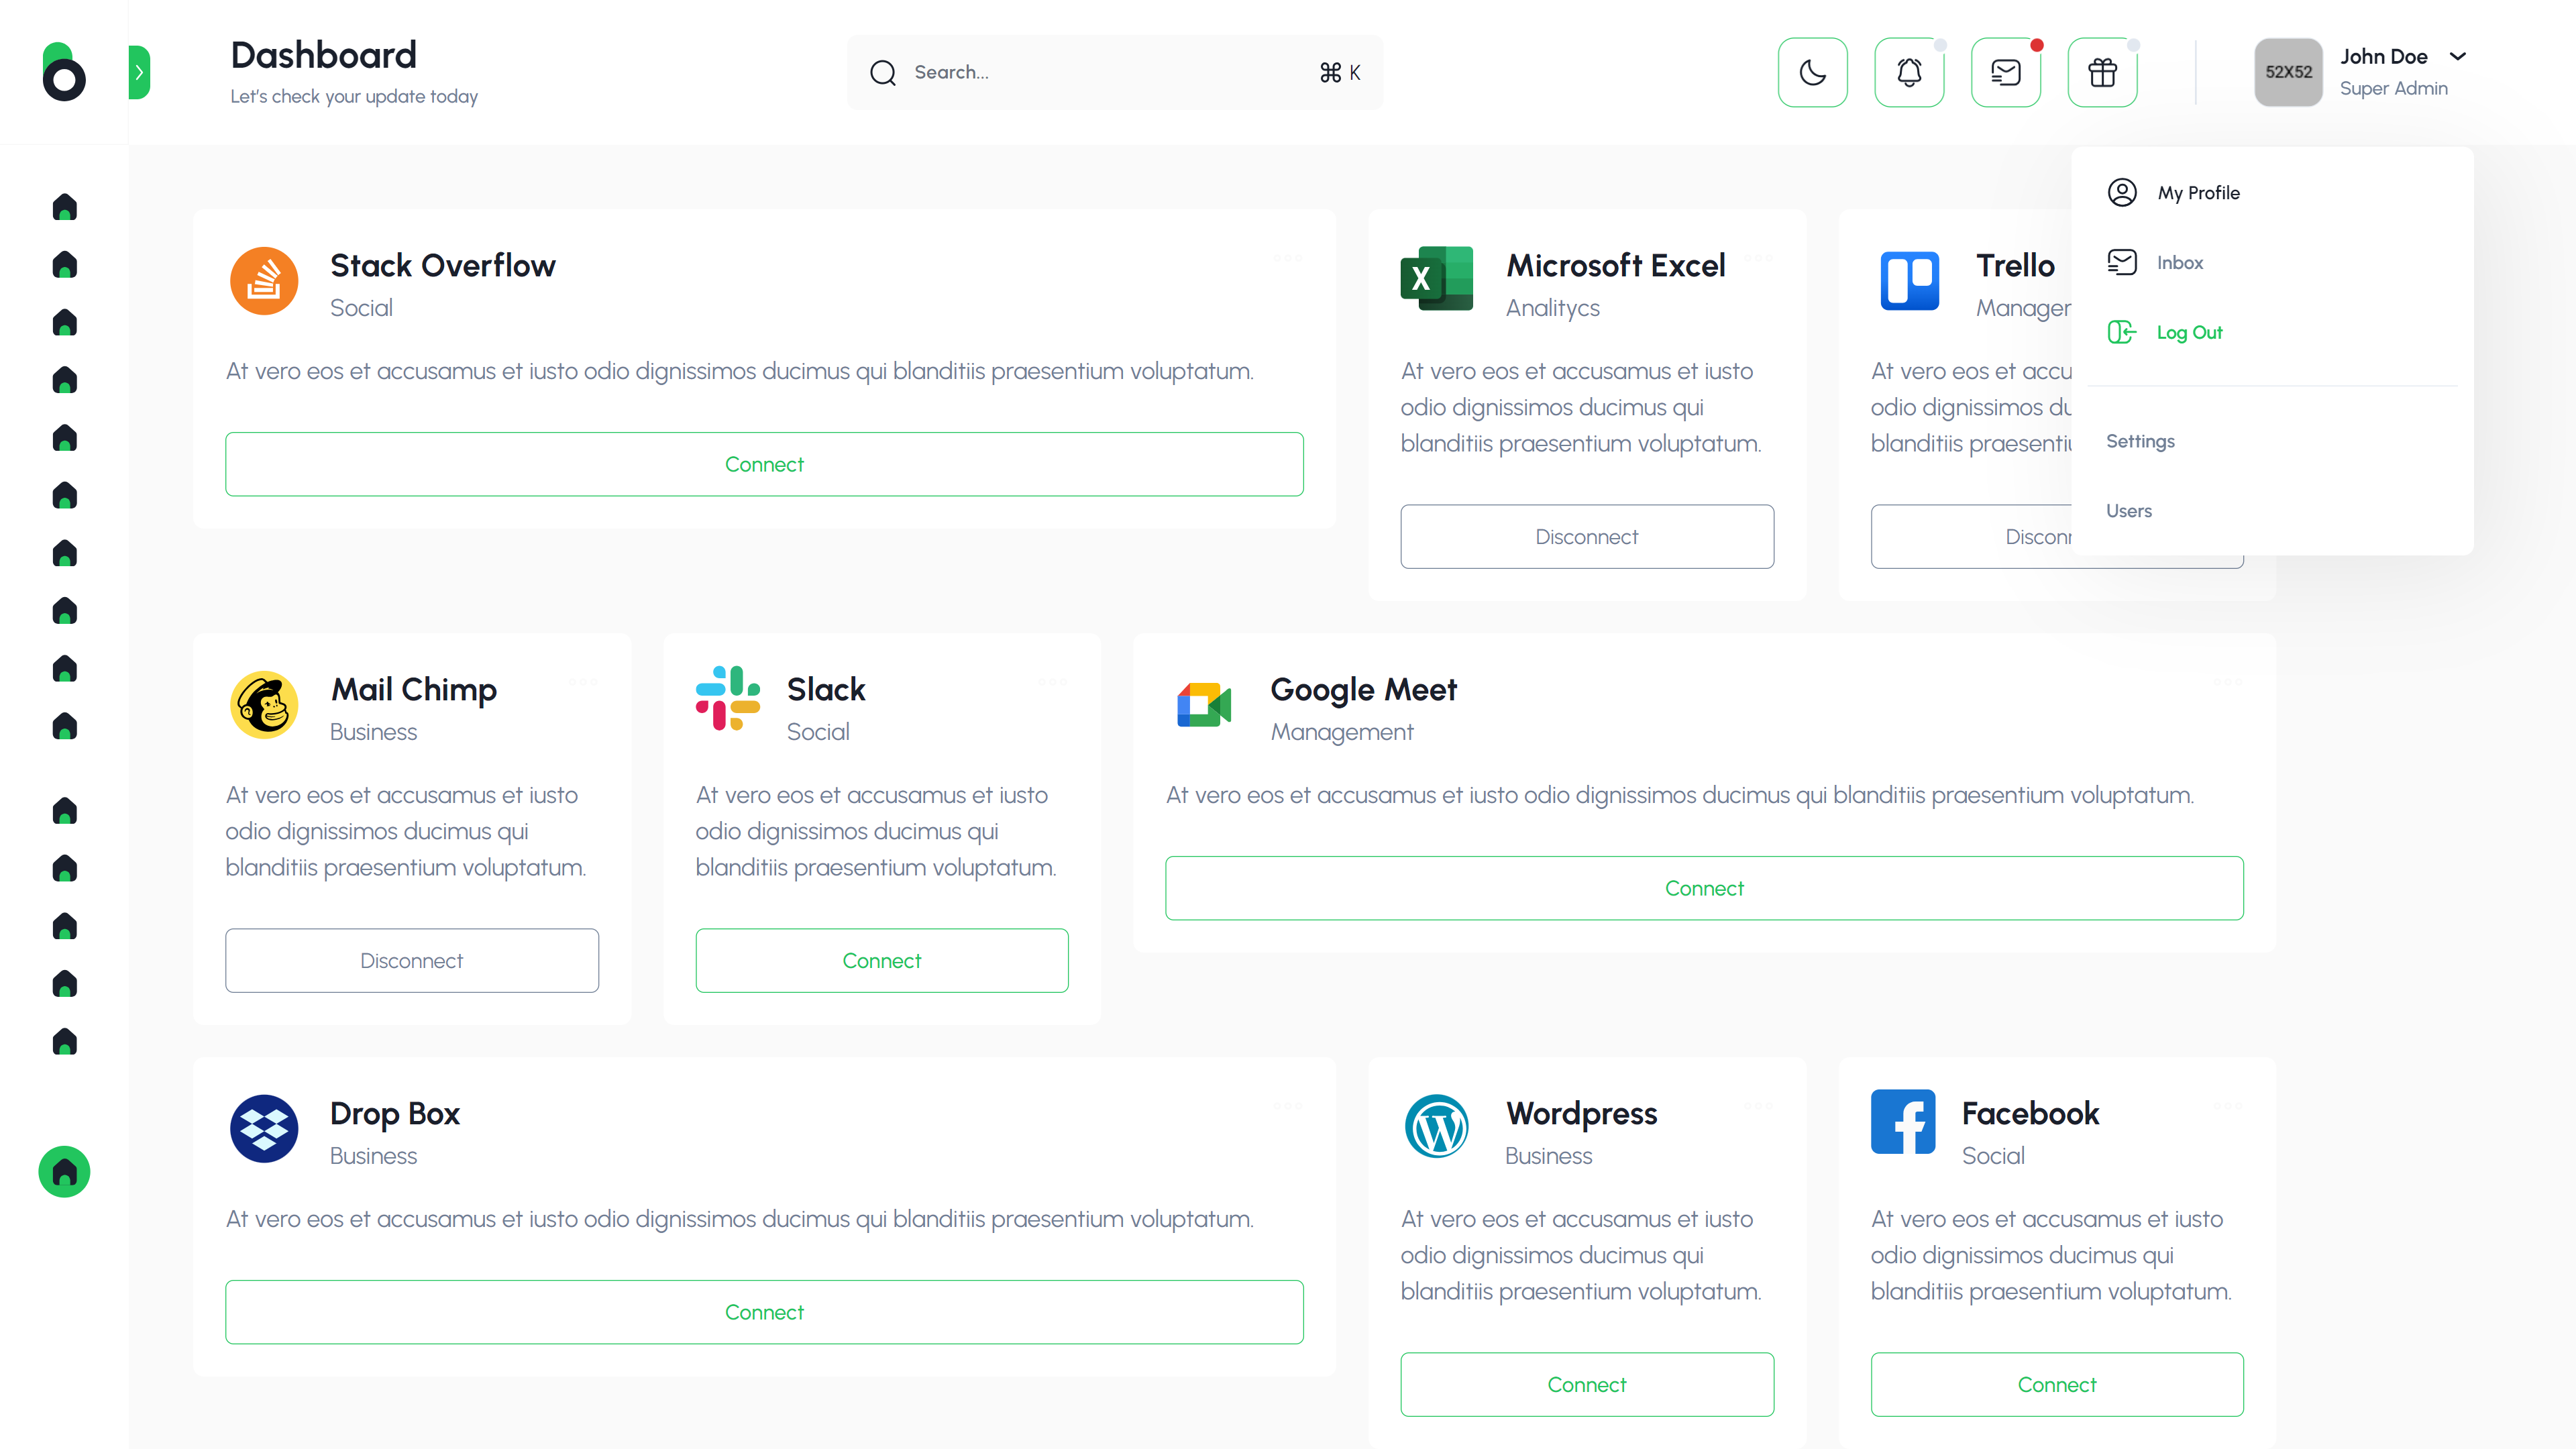 Dashboard
Let's check your update today
Search...
⌘ K
52X52
John Doe
Super Admin
My Profile
Inbox
Log Out
Settings
Users
Stack Overflow
Social
At vero eos et accusamus et iusto odio dignissimos ducimus qui blanditiis praesentium voluptatum.
Connect
Microsoft Excel
Analitycs
At vero eos et accusamus et iusto
odio dignissimos ducimus qui
blanditiis praesentium voluptatum.
Disconnect
Trello
At vero eos et
odio dignissimos
blanditiis
Mail Chimp
Business
At vero eos et accusamus et iusto
odio dignissimos ducimus qui
blanditiis praesentium voluptatum.
Disconnect
Slack
Social
At vero eos et accusamus et iusto
odio dignissimos ducimus qui
blanditiis praesentium voluptatum.
Connect
Google Meet
Management
At vero eos et accusamus et iusto odio dignissimos ducimus qui blanditiis praesentium voluptatum.
Connect
Drop Box
Business
At vero eos et accusamus et iusto odio dignissimos ducimus qui blanditiis praesentium voluptatum.
Connect
Wordpress
Business
At vero eos et accusamus et iusto
odio dignissimos ducimus qui
blanditiis praesentium voluptatum.
Connect
Facebook
Social
At vero eos et accusamus et iusto
odio dignissimos ducimus qui
blanditiis praesentium voluptatum.
Connect